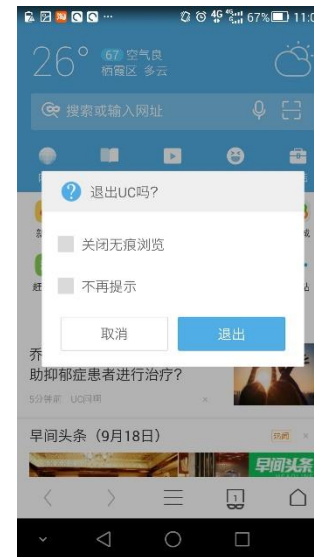 4G 67% 11:0
26° 67 空气良
栖霞区 多云
搜索或输入网址
退出UC吗?
关闭无痕浏览
不再提示
取消 退出
乔
助抑郁症患者进行治疗?
5分钟前 UC问明
早间头条（9月18日）
早间头条
1